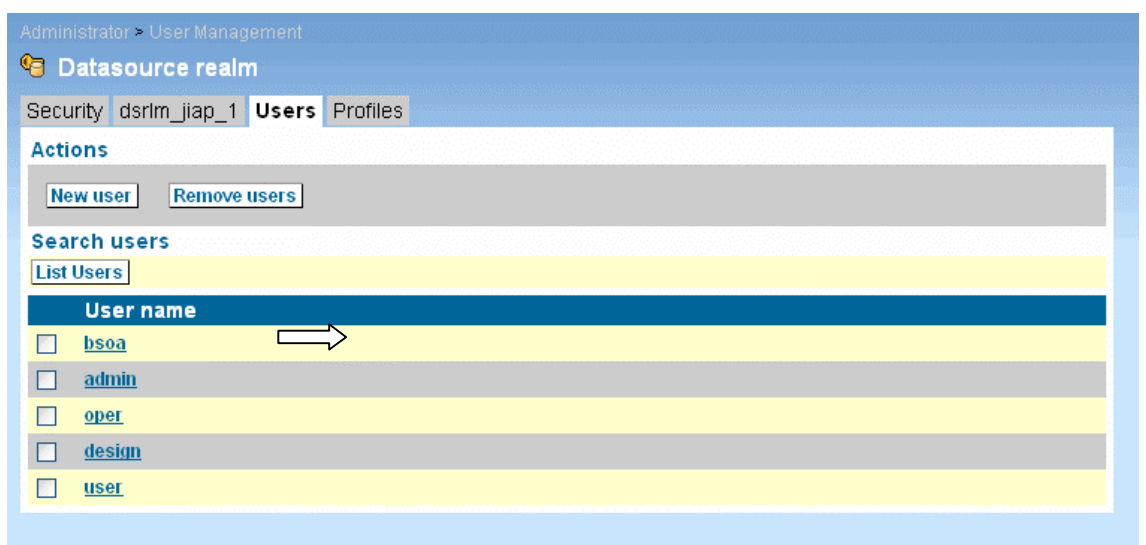 Administrator > User Management
Datasource realm
Security dsrlm_jiap_1 Users Profiles
Actions
New user Remove users
Search users
List Users
User name
bsoa
admin
oper
design
user